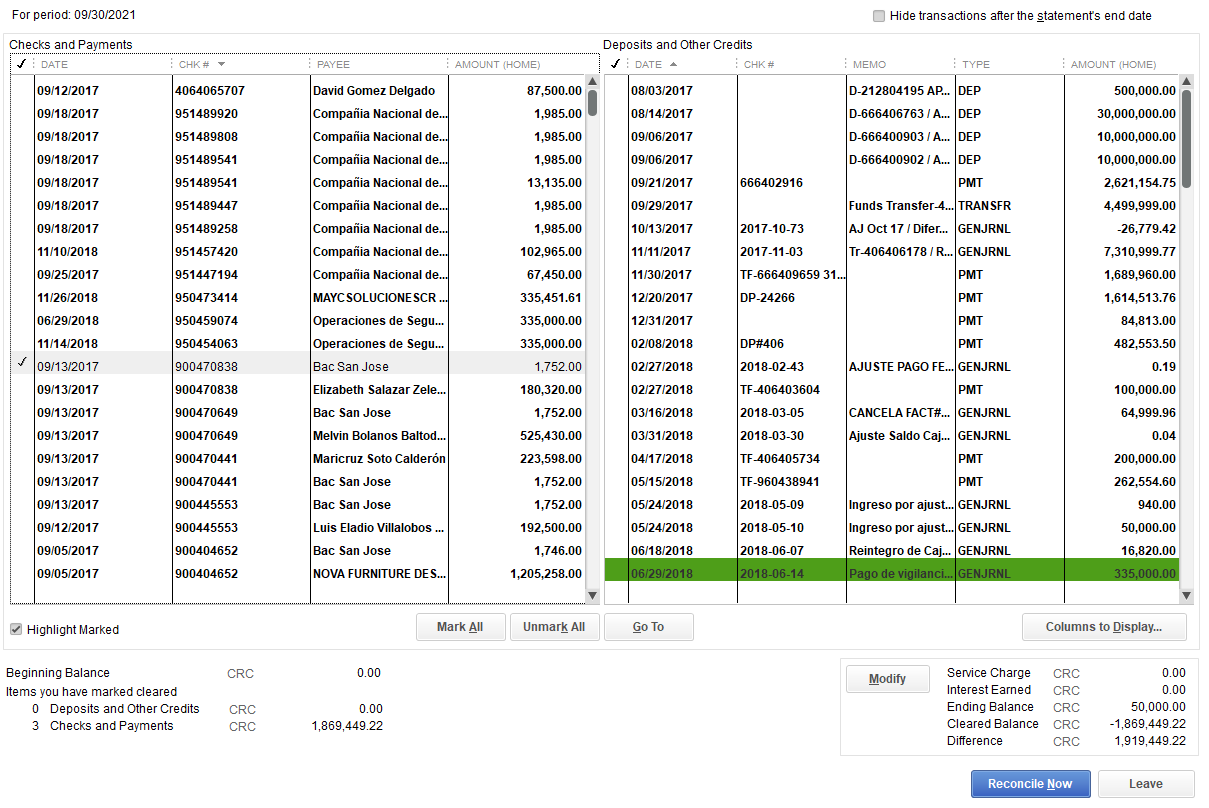 For period: 09/30/2021
Hide transactions after the statement's end date
Checks and Payments
✓ DATE CHK # PAYEE AMOUNT (HOME)
09/12/2017 4064065707 David Gomez Delgado 87,500.00
09/18/2017 951489920 Compañia Nacional de... 1,985.00
09/18/2017 951489808 Compañia Nacional de... 1,985.00
09/18/2017 951489541 Compañia Nacional de... 1,985.00
09/18/2017 951489541 Compañia Nacional de... 13,135.00
09/18/2017 951489447 Compañia Nacional de... 1,985.00
09/18/2017 951489258 Compañia Nacional de... 1,985.00
11/10/2018 951457420 Compañia Nacional de... 102,965.00
09/25/2017 951447194 Compañia Nacional de... 67,450.00
11/26/2018 950473414 MAYCSOLUCIONESCR ... 335,451.61
06/29/2018 950459074 Operaciones de Segu... 335,000.00
11/14/2018 950454063 Operaciones de Segu... 335,000.00
✓ 09/13/2017 900470838 Bac San Jose 1,752.00
09/13/2017 900470838 Elizabeth Salazar Zele... 180,320.00
09/13/2017 900470649 Bac San Jose 1,752.00
09/13/2017 900470649 Melvin Bolanos Baltod... 525,430.00
09/13/2017 900470441 Maricruz Soto Calderón 223,598.00
09/13/2017 900470441 Bac San Jose 1,752.00
09/13/2017 900445553 Bac San Jose 1,752.00
09/12/2017 900445553 Luis Eladio Villalobos ... 192,500.00
09/05/2017 900404652 Bac San Jose 1,746.00
09/05/2017 900404652 NOVA FURNITURE DES... 1,205,258.00
Deposits and Other Credits
✓ DATE CHK # MEMO TYPE AMOUNT (HOME)
08/03/2017 D-212804195 AP... DEP 500,000.00
08/14/2017 D-666406763 / A... DEP 30,000,000.00
09/06/2017 D-666400903 / A... DEP 10,000,000.00
09/06/2017 D-666400902 / A... DEP 10,000,000.00
09/21/2017 666402916 PMT 2,621,154.75
09/29/2017 Funds Transfer-4... TRANSFR 4,499,999.00
10/13/2017 2017-10-73 AJ Oct 17 / Difer... GENJRNL -26,779.42
11/11/2017 2017-11-03 Tr-406406178 / R... GENJRNL 7,310,999.77
11/30/2017 TF-666409659 31... PMT 1,689,960.00
12/20/2017 DP-24266 PMT 1,614,513.76
12/31/2017 PMT 84,813.00
02/08/2018 DP#406 PMT 482,553.50
02/27/2018 2018-02-43 AJUSTE PAGO FE... GENJRNL 0.19
02/27/2018 TF-406403604 PMT 100,000.00
03/16/2018 2018-03-05 CANCELA FACT#... GENJRNL 64,999.96
03/31/2018 2018-03-30 Ajuste Saldo Caj... GENJRNL 0.04
04/17/2018 TF-406405734 PMT 200,000.00
05/15/2018 TF-960438941 PMT 262,554.60
05/24/2018 2018-05-09 Ingreso por ajust... GENJRNL 940.00
05/24/2018 2018-05-10 Ingreso por ajust... GENJRNL 50,000.00
06/18/2018 2018-06-07 Reintegro de Caj... GENJRNL 16,820.00
06/29/2018 2018-06-14 Pago de vigilanci... GENJRNL 335,000.00
Highlight Marked
Mark All Unmark All Go To Columns to Display...
Beginning Balance CRC 0.00
Items you have marked cleared
0 Deposits and Other Credits CRC 0.00
3 Checks and Payments CRC 1,869,449.22
Modify
Service Charge CRC 0.00
Interest Earned CRC 0.00
Ending Balance CRC 50,000.00
Cleared Balance CRC -1,869,449.22
Difference CRC 1,919,449.22
Reconcile Now Leave